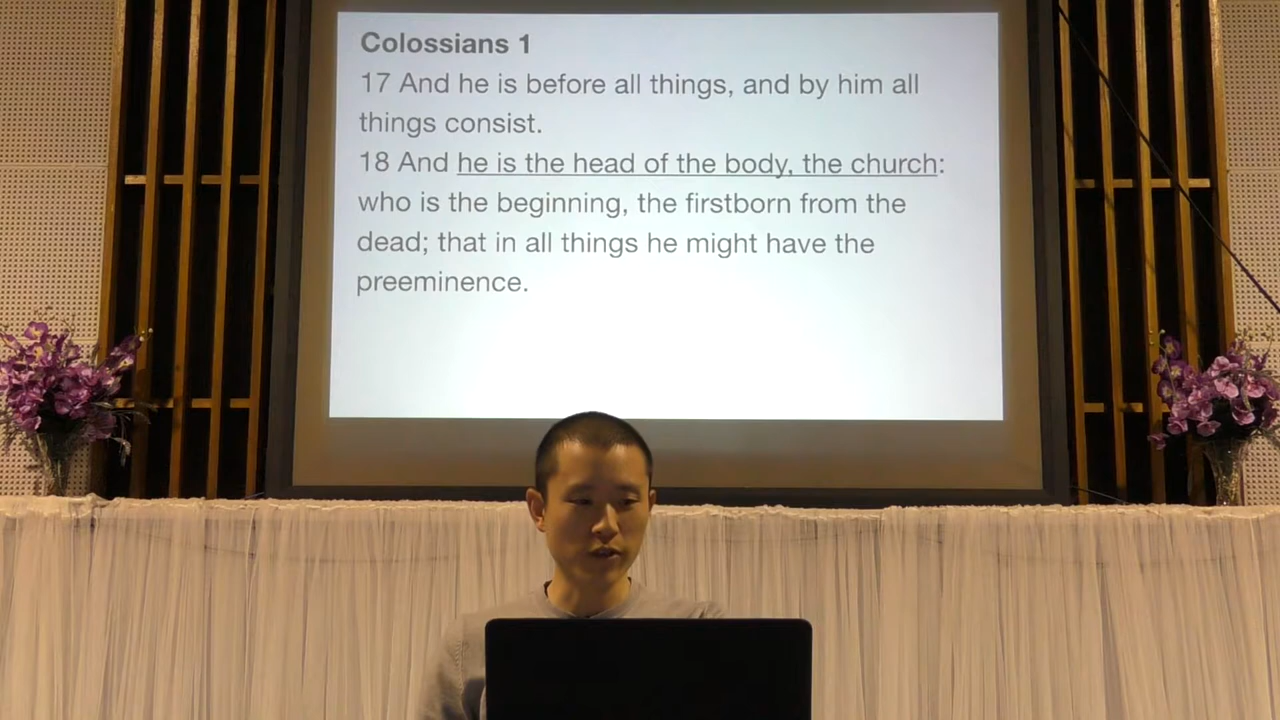 Colossians 1
17 And he is before all things, and by him all
things consist.
18 And he is the head of the body, the church:
who is the beginning, the firstborn from the
dead; that in all things he might have the
preeminence.